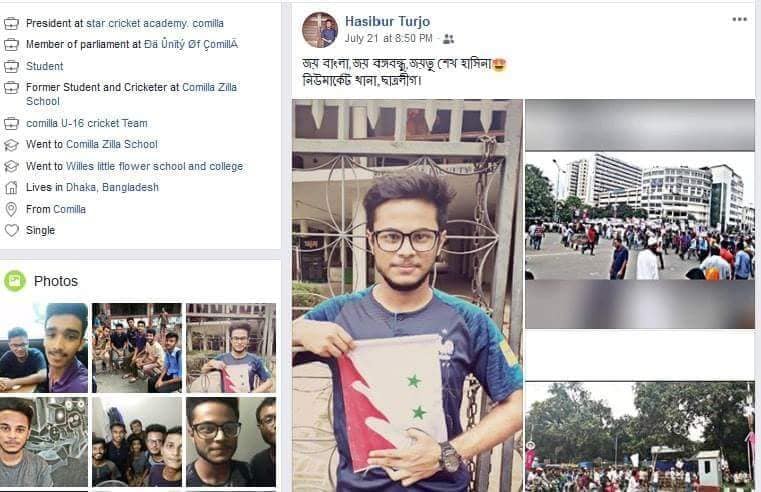 President at star cricket academy. comilla
Member of parliament at Đä Ûnitý Øf ÇomillÄ
Student
Former Student and Cricketer at Comilla Zilla
School
comilla U-16 cricket Team
Went to Comilla Zilla School
Went to Willes little flower school and college
Lives in Dhaka, Bangladesh
From Comilla
Single
Photos
Hasibur Turjo
July 21 at 8:50 PM ·
জয় বাংলা,জয় বঙ্গবন্ধু,জয়তু শেখ হাসিনা😍
নিউমার্কেট থানা,ছাত্রলীগ।